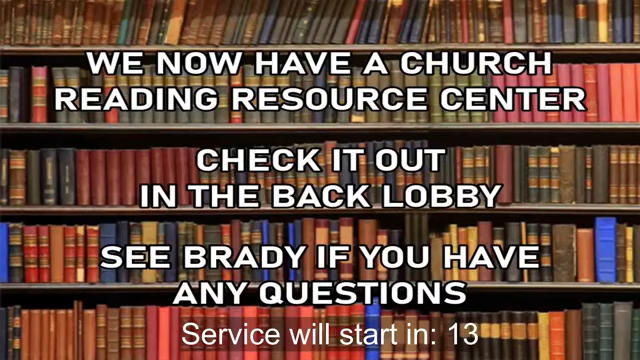 WE NOW HAVE A CHURCH
READING RESOURCE CENTER
CHECK IT OUT
IN THE BACK LOBBY
SEE BRADY IF YOU HAVE
ANY QUESTIONS
Service will start in: 13